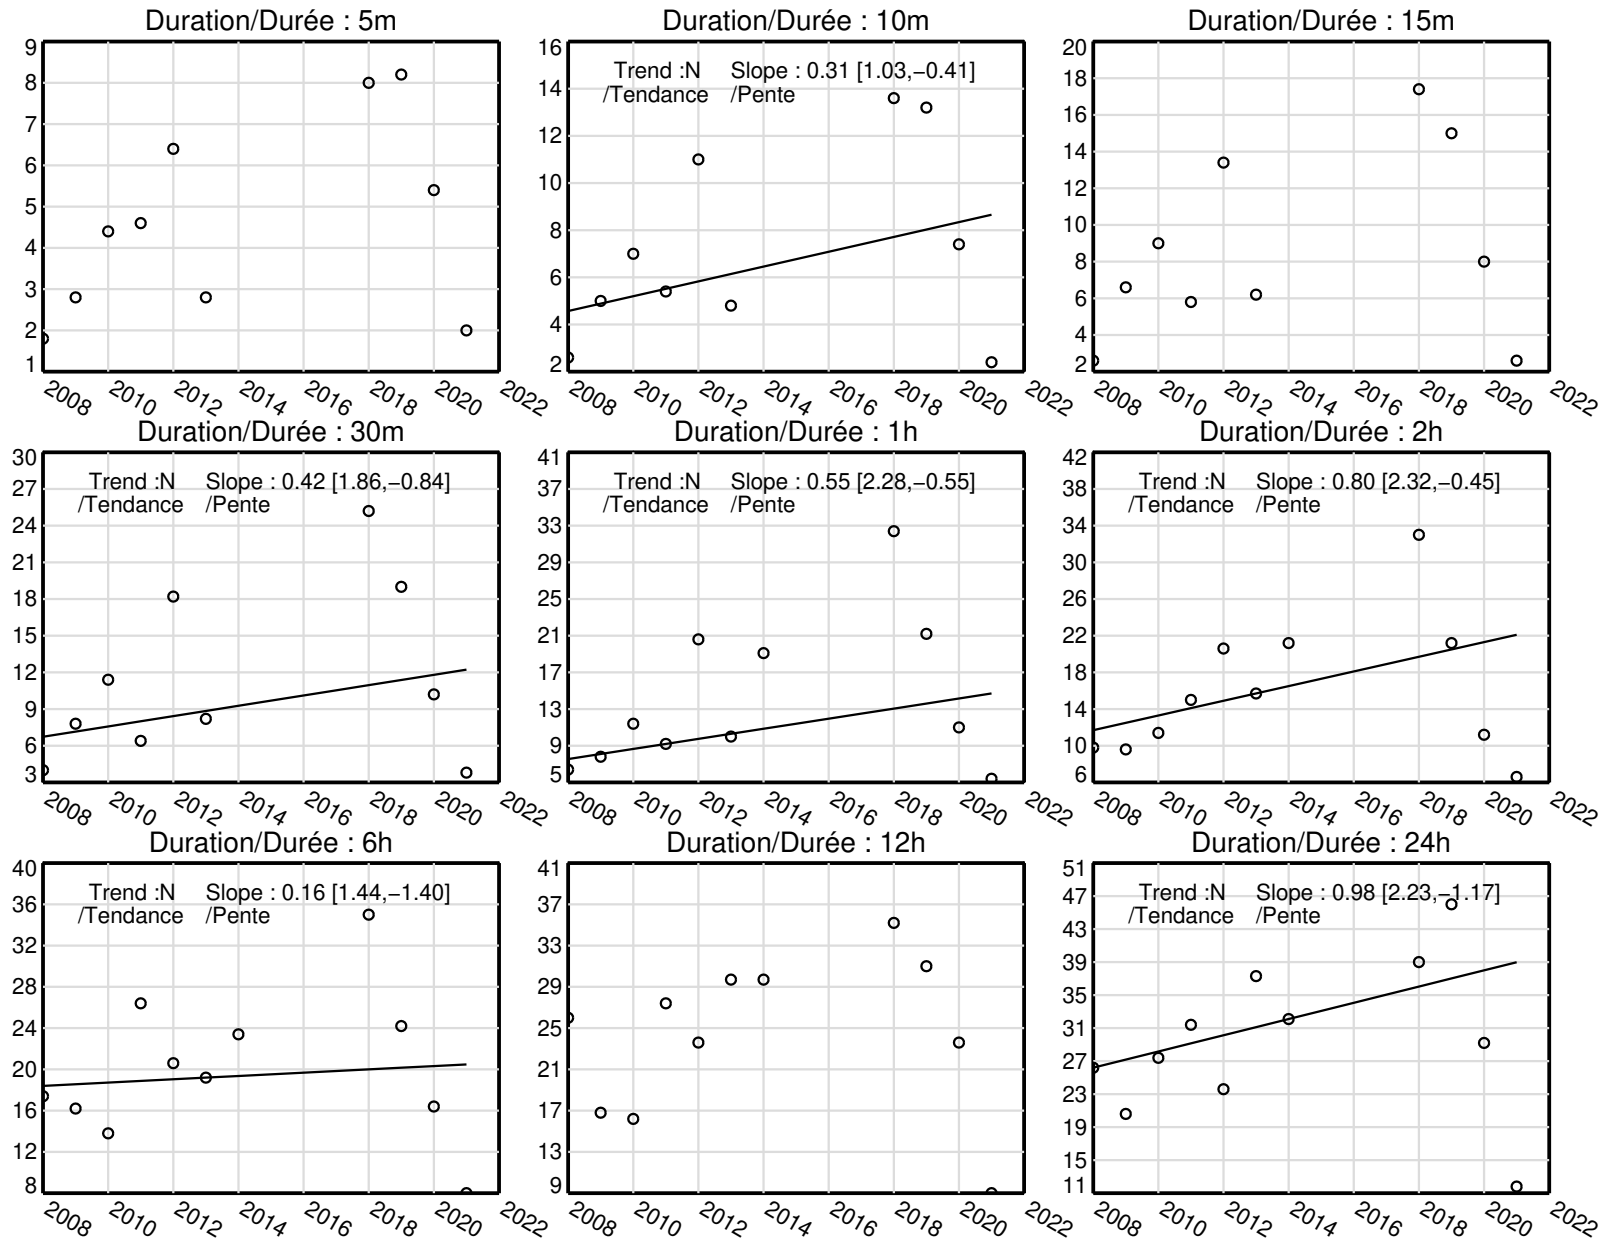 Duration/Durée : 5m
9
8
7
6
5
4
3
2
1
2008 2010 2012 2014 2016 2018 2020 2022
Duration/Durée : 10m
Trend :N Slope : 0.31 [1.03,−0.41]
/Tendance /Pente
16
14
12
10
8
6
4
2
2008 2010 2012 2014 2016 2018 2020 2022
Duration/Durée : 15m
20
18
16
14
12
10
8
6
4
2
2008 2010 2012 2014 2016 2018 2020 2022
Duration/Durée : 30m
Trend :N Slope : 0.42 [1.86,−0.84]
/Tendance /Pente
30
27
24
21
18
15
12
9
6
3
2008 2010 2012 2014 2016 2018 2020 2022
Duration/Durée : 1h
Trend :N Slope : 0.55 [2.28,−0.55]
/Tendance /Pente
41
37
33
29
25
21
17
13
9
5
2008 2010 2012 2014 2016 2018 2020 2022
Duration/Durée : 2h
Trend :N Slope : 0.80 [2.32,−0.45]
/Tendance /Pente
42
38
34
30
26
22
18
14
10
6
2008 2010 2012 2014 2016 2018 2020 2022
Duration/Durée : 6h
Trend :N Slope : 0.16 [1.44,−1.40]
/Tendance /Pente
40
36
32
28
24
20
16
12
8
2008 2010 2012 2014 2016 2018 2020 2022
Duration/Durée : 12h
41
37
33
29
25
21
17
13
9
2008 2010 2012 2014 2016 2018 2020 2022
Duration/Durée : 24h
Trend :N Slope : 0.98 [2.23,−1.17]
/Tendance /Pente
51
47
43
39
35
31
27
23
19
15
11
2008 2010 2012 2014 2016 2018 2020 2022